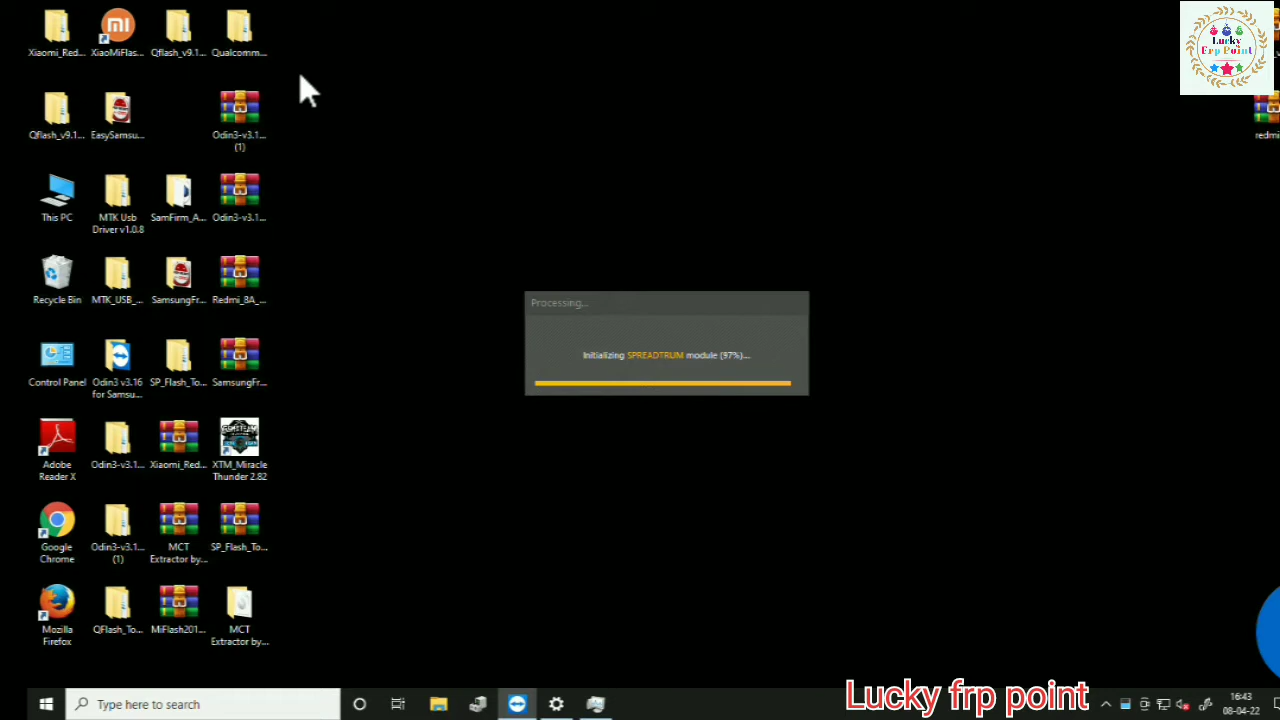 Xiaomi_Red...
XiaoMiFlas...
Qflash_v9.1...
Qualcomm...
Lucky
Frp Point
Qflash_v9.1...
EasySamsu...
Odin3-v3.1...
(1)
redmi
This PC
MTK Usb
Driver v1.0.8
SamFirm_A...
Odin3-v3.1...
Recycle Bin
MTK_USB_...
SamsungFr...
Redmi_8A_...
Processing...
Initializing SPREADTRUM module (97%)...
Control Panel
Odin3 v3.16
for Samsu...
SP_Flash_To...
SamsungFr...
Adobe
Reader X
Odin3-v3.1...
Xiaomi_Red...
XTM_Miracle
Thunder 2.82
Google
Chrome
Odin3-v3.1...
(1)
MCT
Extractor by...
SP_Flash_To...
Mozilla
Firefox
QFlash_To...
MiFlash201...
MCT
Extractor by...
Type here to search
Lucky frp point
16:43
08-04-22